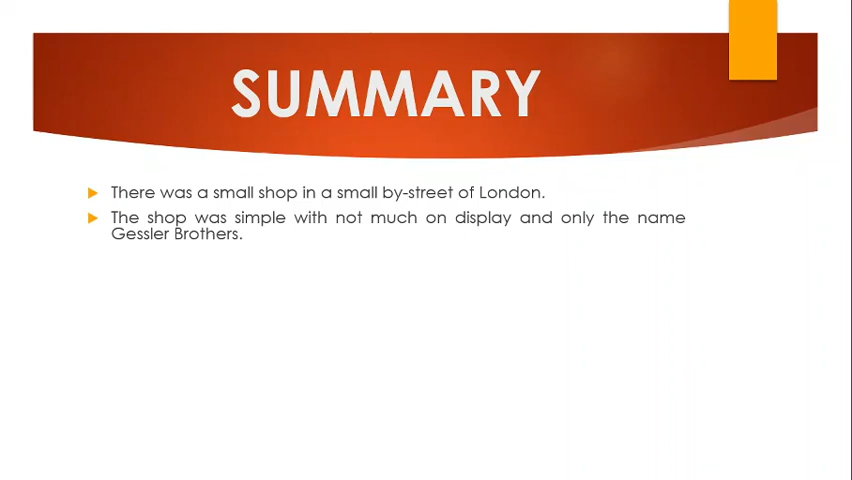 SUMMARY
There was a small shop in a small by-street of London.
The shop was simple with not much on display and only the name
Gessler Brothers.